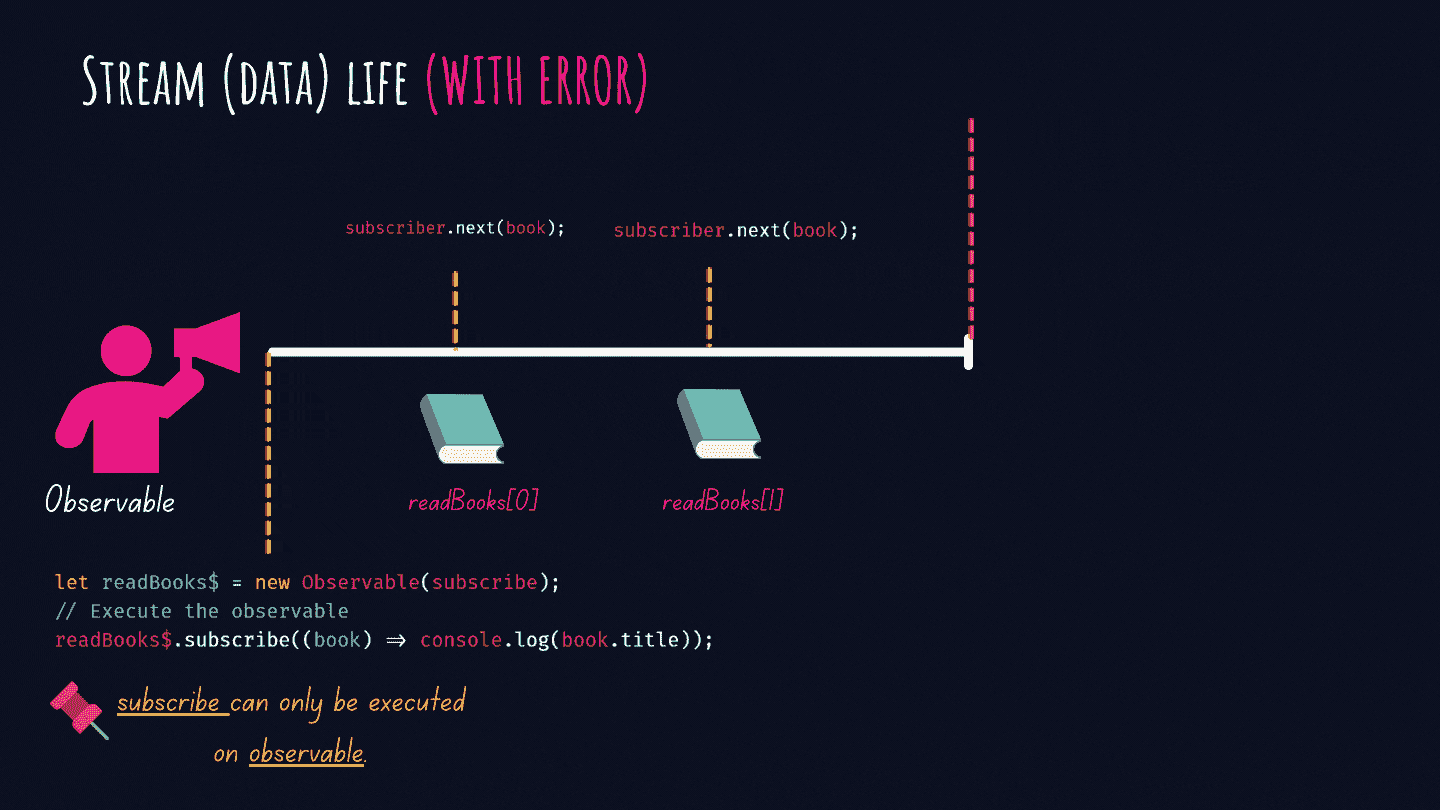 STREAM (DATA) LIFE (WITH ERROR)
subscriber.next(book);
subscriber.next(book);
Observable
readBooks[0]
readBooks[1]
let readBooks$ = new Observable(subscribe);
// Execute the observable
readBooks$.subscribe((book) => console.log(book.title));
subscribe can only be executed
on observable.